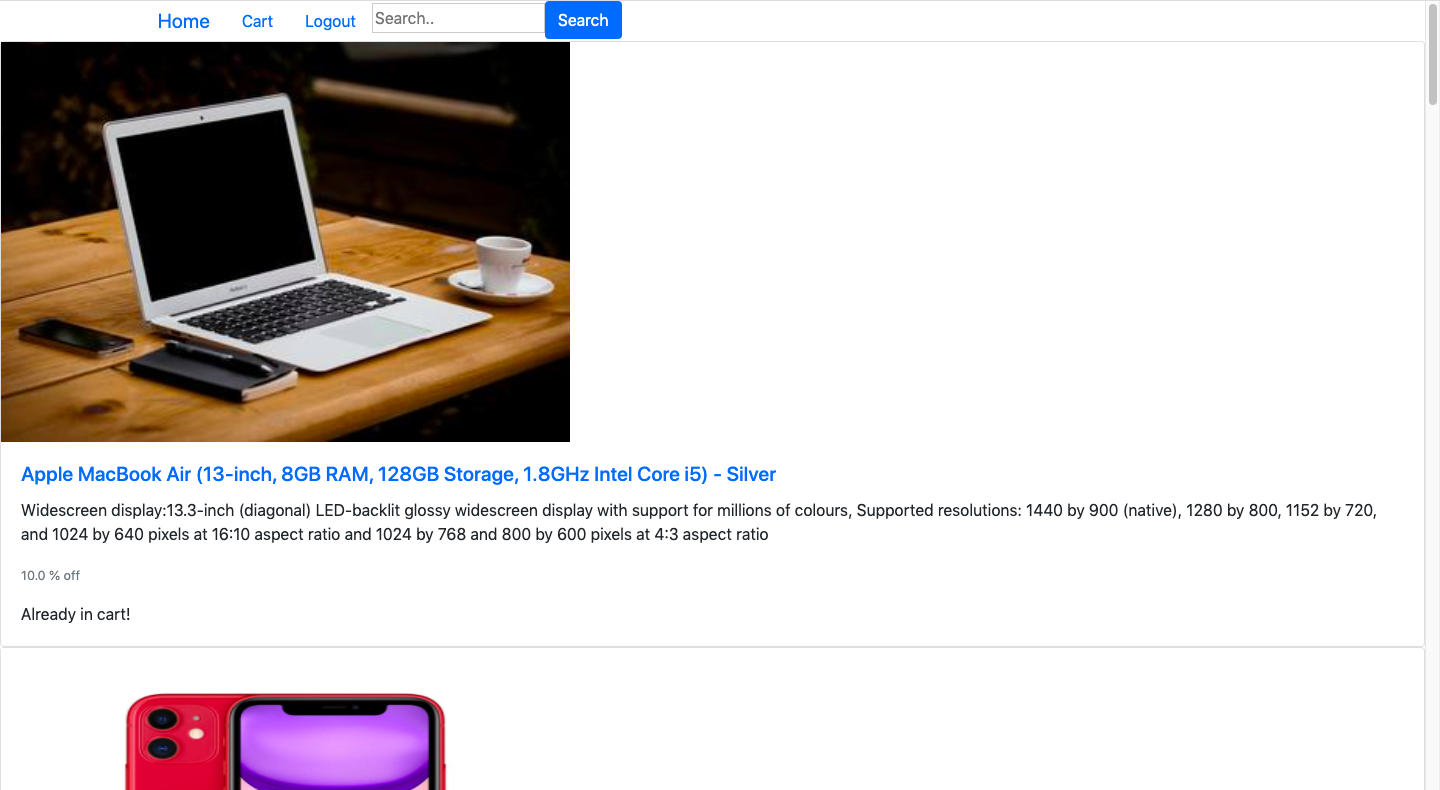 Home Cart Logout Search.. Search
Apple MacBook Air (13-inch, 8GB RAM, 128GB Storage, 1.8GHz Intel Core i5) - Silver
Widescreen display:13.3-inch (diagonal) LED-backlit glossy widescreen display with support for millions of colours, Supported resolutions: 1440 by 900 (native), 1280 by 800, 1152 by 720,
and 1024 by 640 pixels at 16:10 aspect ratio and 1024 by 768 and 800 by 600 pixels at 4:3 aspect ratio
10.0 % off
Already in cart!